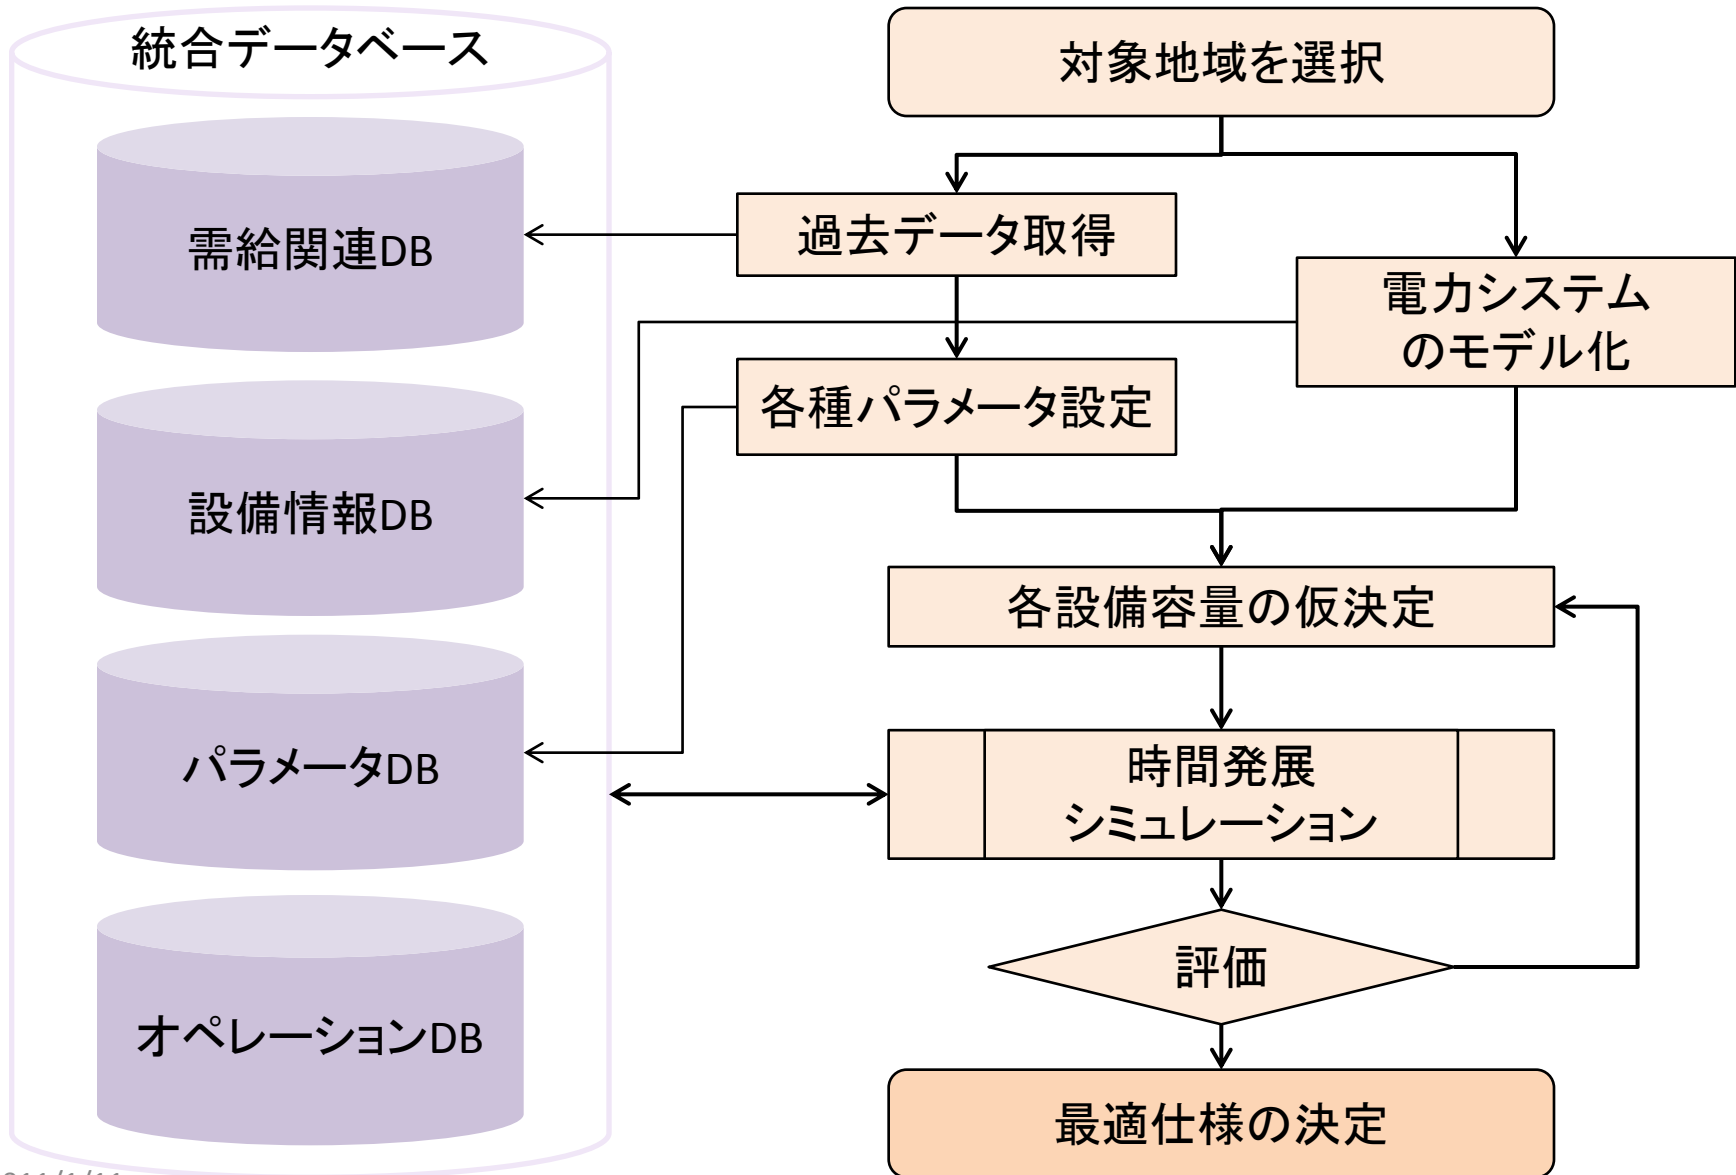 統合データベース
需給関連DB
設備情報DB
パラメータDB
オペレーションDB
対象地域を選択
過去データ取得
電力システム
のモデル化
各種パラメータ設定
各設備容量の仮決定
時間発展
シミュレーション
評価
最適仕様の決定